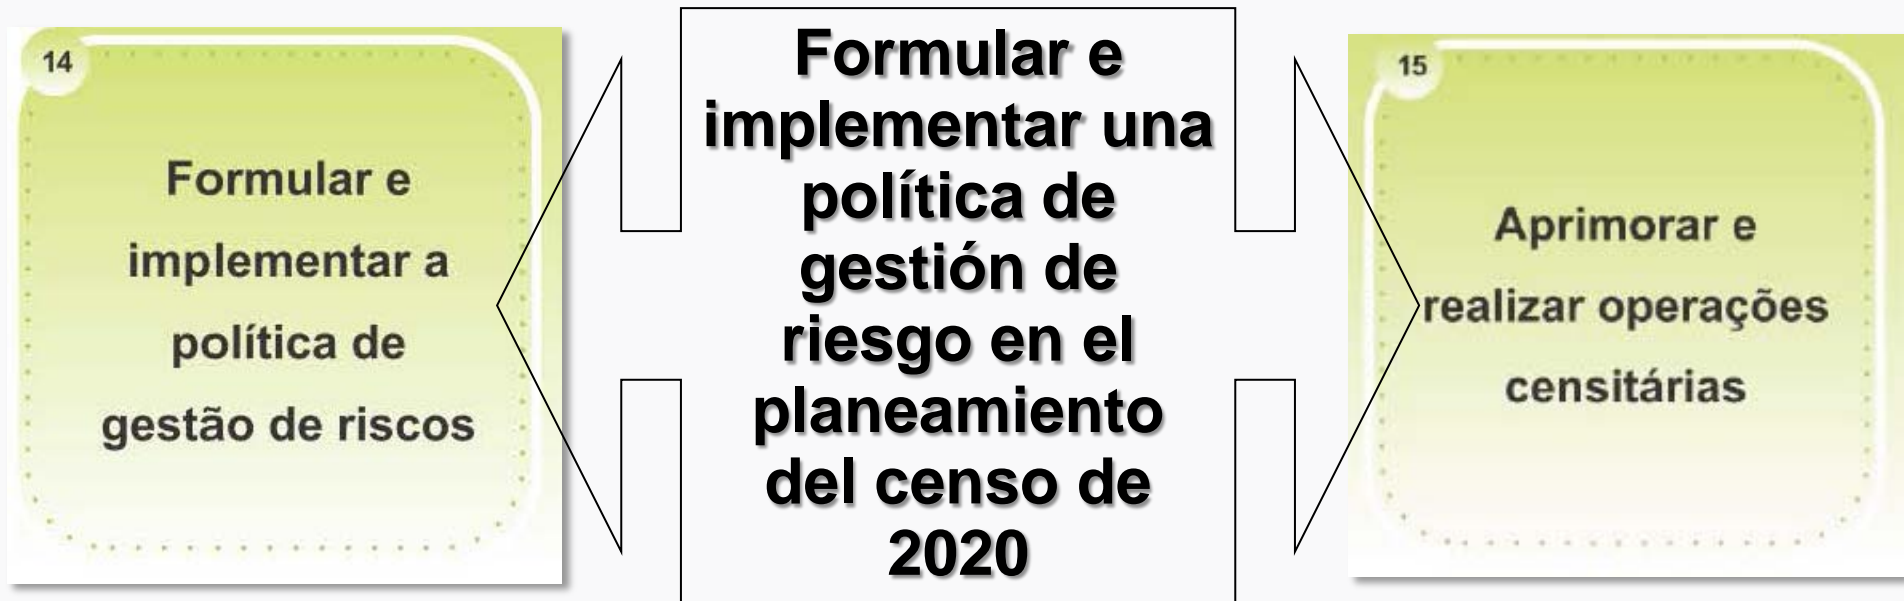 14
Formular e
implementar a
política de
gestão de riscos
Formular e
implementar una
política de
gestión de
riesgo en el
planeamiento
del censo de
2020
15
Aprimorar e
realizar operações
censitárias